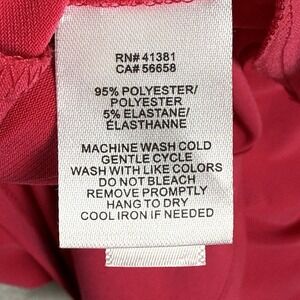 RN# 41381
CA# 56658
95% POLYESTER/
POLYESTER
5% ELASTANE/
ÉLASTHANNE
MACHINE WASH COLD
GENTLE CYCLE
WASH WITH LIKE COLORS
DO NOT BLEACH
REMOVE PROMPTLY
HANG TO DRY
COOL IRON IF NEEDED